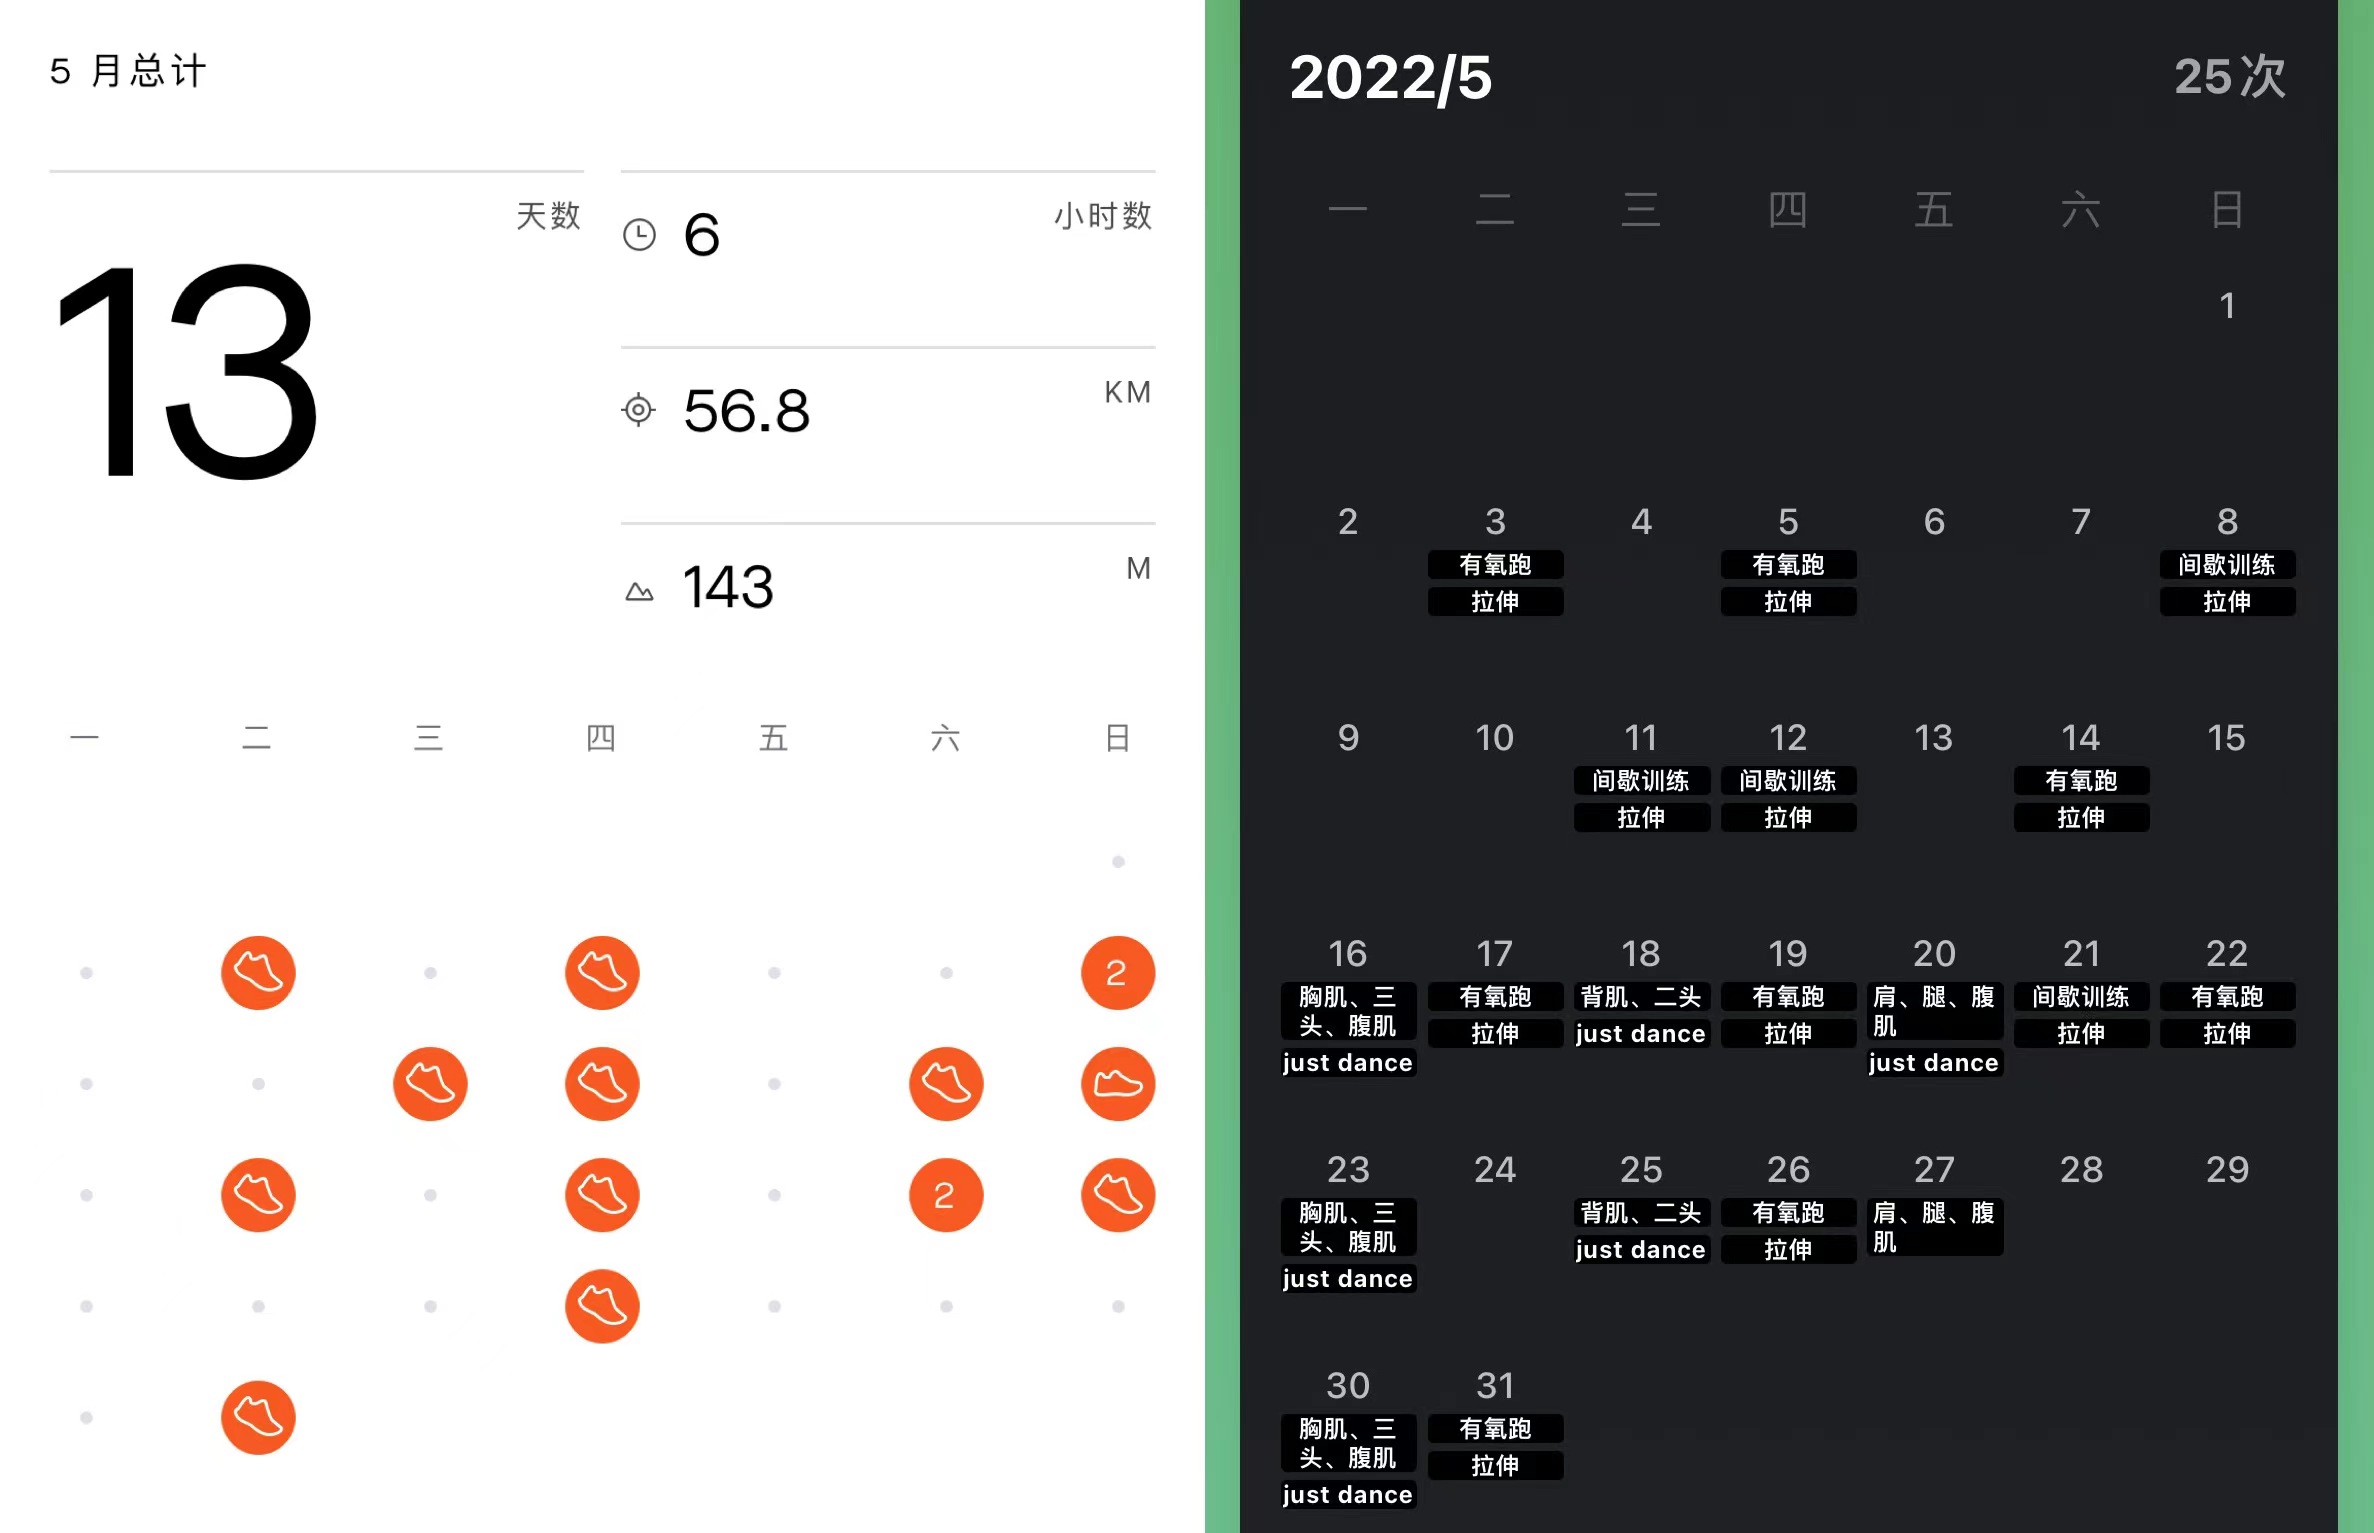 5 月总计
天数
13
6
小时数
56.8
KM
143
M
一 二 三 四 五 六 日
2
2
2022/5
25次
一 二 三 四 五 六 日
1
2 3 4 5 6 7 8
有氧跑 有氧跑 间歇训练
拉伸 拉伸 拉伸
9 10 11 12 13 14 15
间歇训练 间歇训练 有氧跑
拉伸 拉伸 拉伸
16 17 18 19 20 21 22
胸肌、三 有氧跑 背肌、二头 有氧跑 肩、腿、腹 间歇训练 有氧跑
头、腹肌 拉伸 just dance 拉伸 肌 拉伸 拉伸
just dance just dance
23 24 25 26 27 28 29
胸肌、三 背肌、二头 有氧跑 肩、腿、腹
头、腹肌 just dance 拉伸 肌
just dance
30 31
胸肌、三 有氧跑
头、腹肌 拉伸
just dance